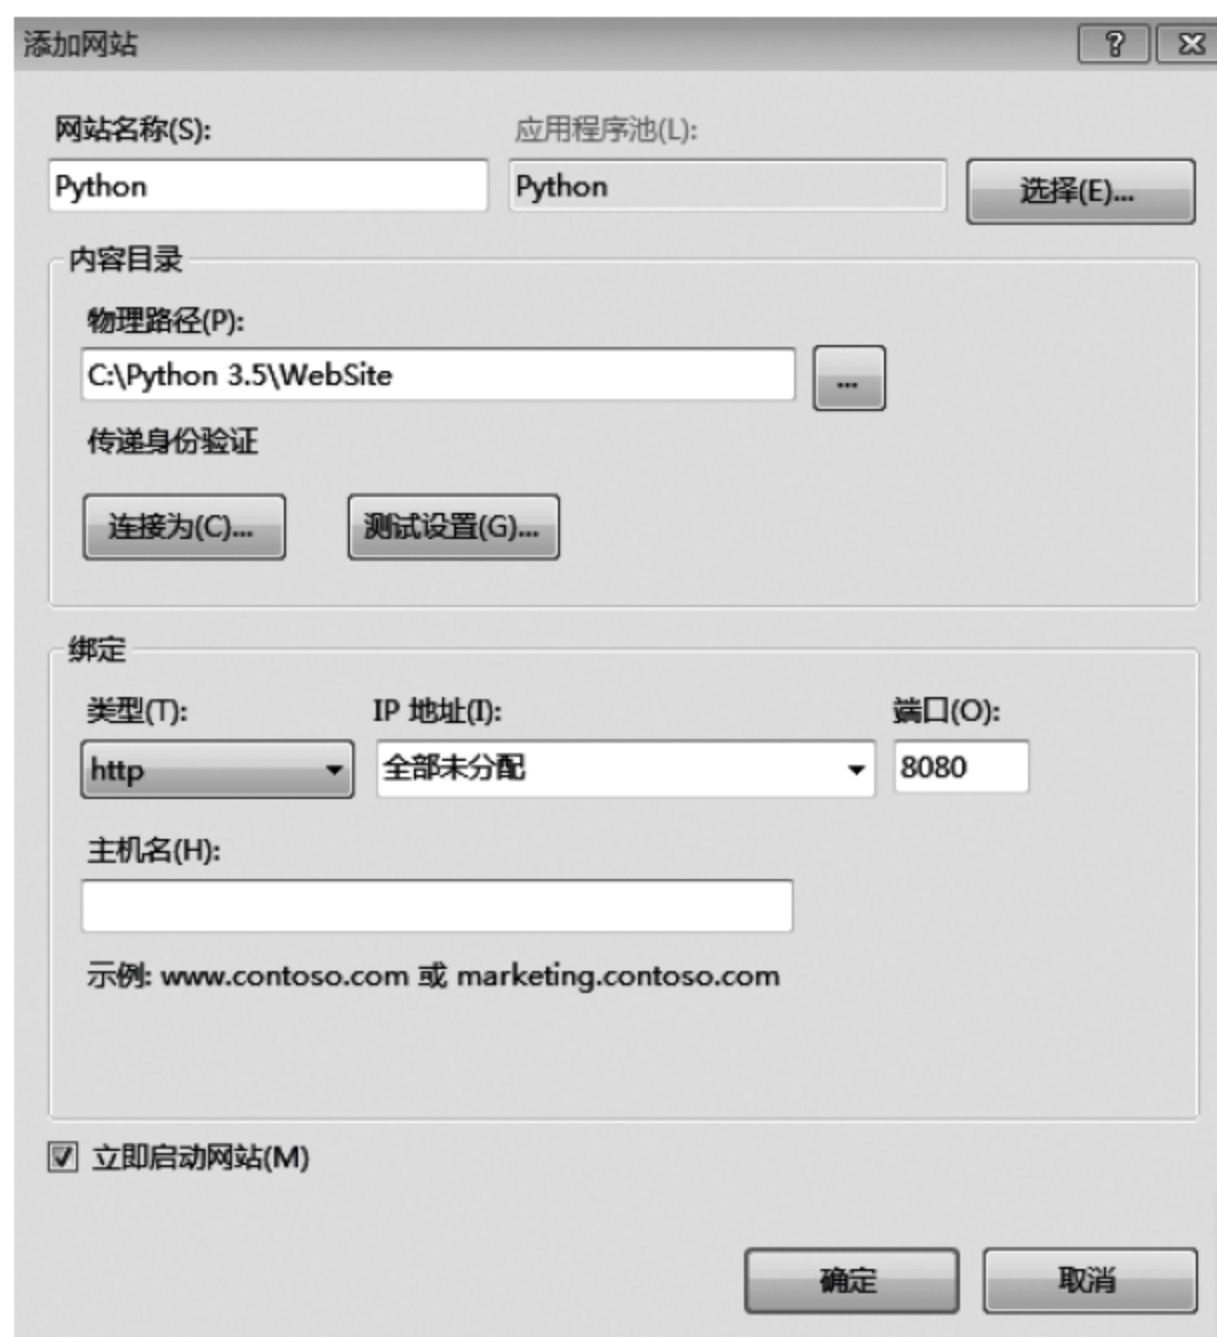 添加网站
网站名称(S): 应用程序池(L):
Python Python 选择(E)...
内容目录
物理路径(P):
C:\Python 3.5\WebSite ...
传递身份验证
连接为(C)... 测试设置(G)...
绑定
类型(T): IP 地址(I): 端口(O):
http 全部未分配 8080
主机名(H):
示例: www.contoso.com 或 marketing.contoso.com
立即启动网站(M)
确定 取消